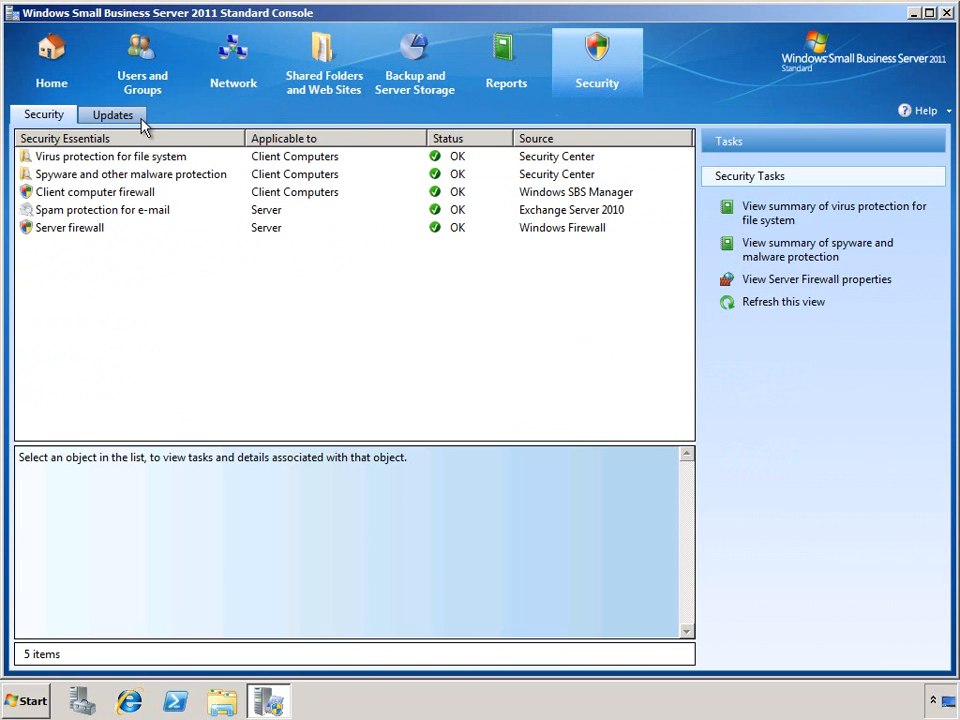 Windows Small Business Server 2011 Standard Console
Home
Users and
Groups
Network
Shared Folders
and Web Sites
Backup and
Server Storage
Reports
Security
Windows Small Business Server 2011
Standard
Security
Updates
Help
Security Essentials Applicable to Status Source
Virus protection for file system Client Computers OK Security Center
Spyware and other malware protection Client Computers OK Security Center
Client computer firewall Client Computers OK Windows SBS Manager
Spam protection for e-mail Server OK Exchange Server 2010
Server firewall Server OK Windows Firewall
Tasks
Security Tasks
View summary of virus protection for
file system
View summary of spyware and
malware protection
View Server Firewall properties
Refresh this view
Select an object in the list, to view tasks and details associated with that object.
5 items
Start